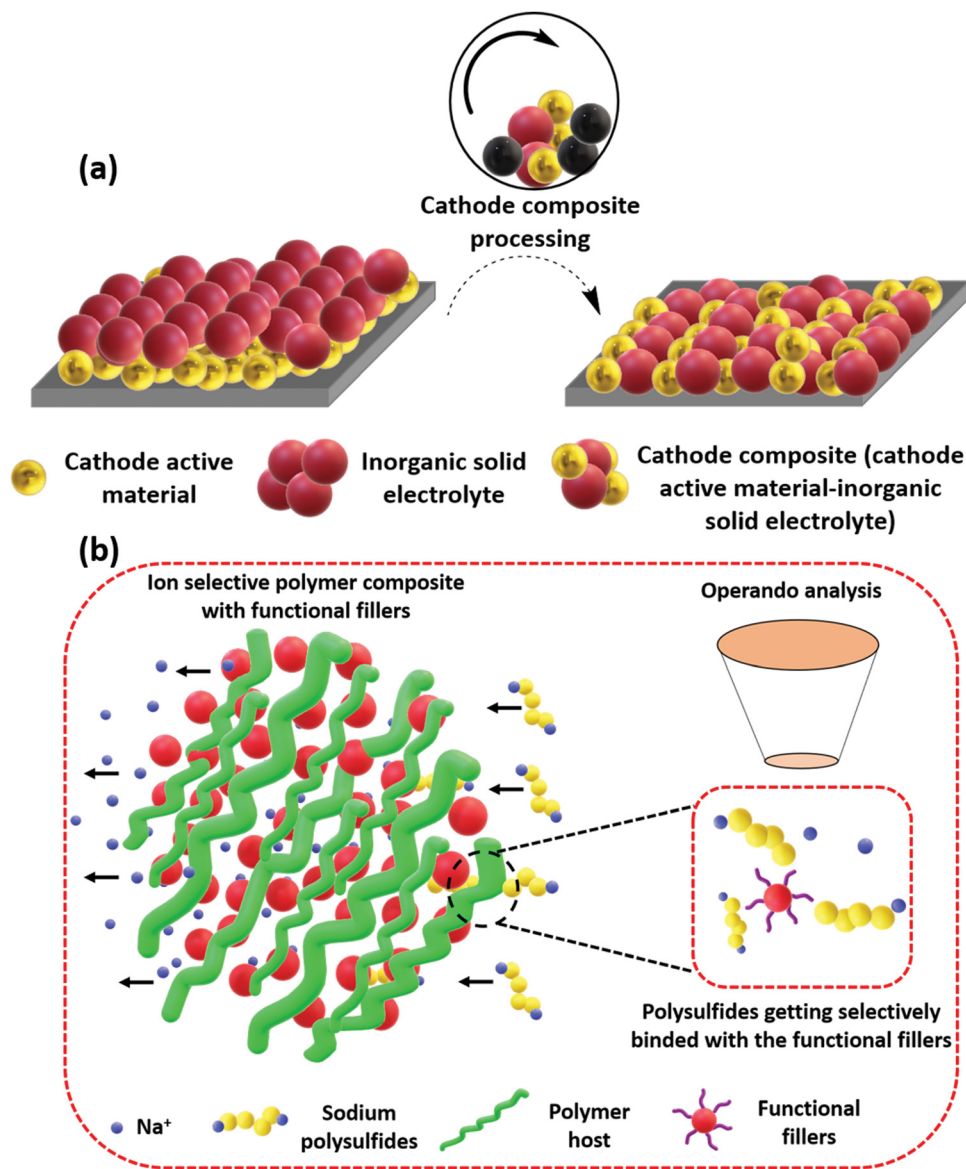 (a)
Cathode composite
processing
Cathode active
material
Inorganic solid
electrolyte
Cathode composite (cathode
active material-inorganic
solid electrolyte)
(b)
Ion selective polymer composite
with functional fillers
Operando analysis
Polysulfides getting selectively
binded with the functional fillers
Na⁺
Sodium
polysulfides
Polymer
host
Functional
fillers